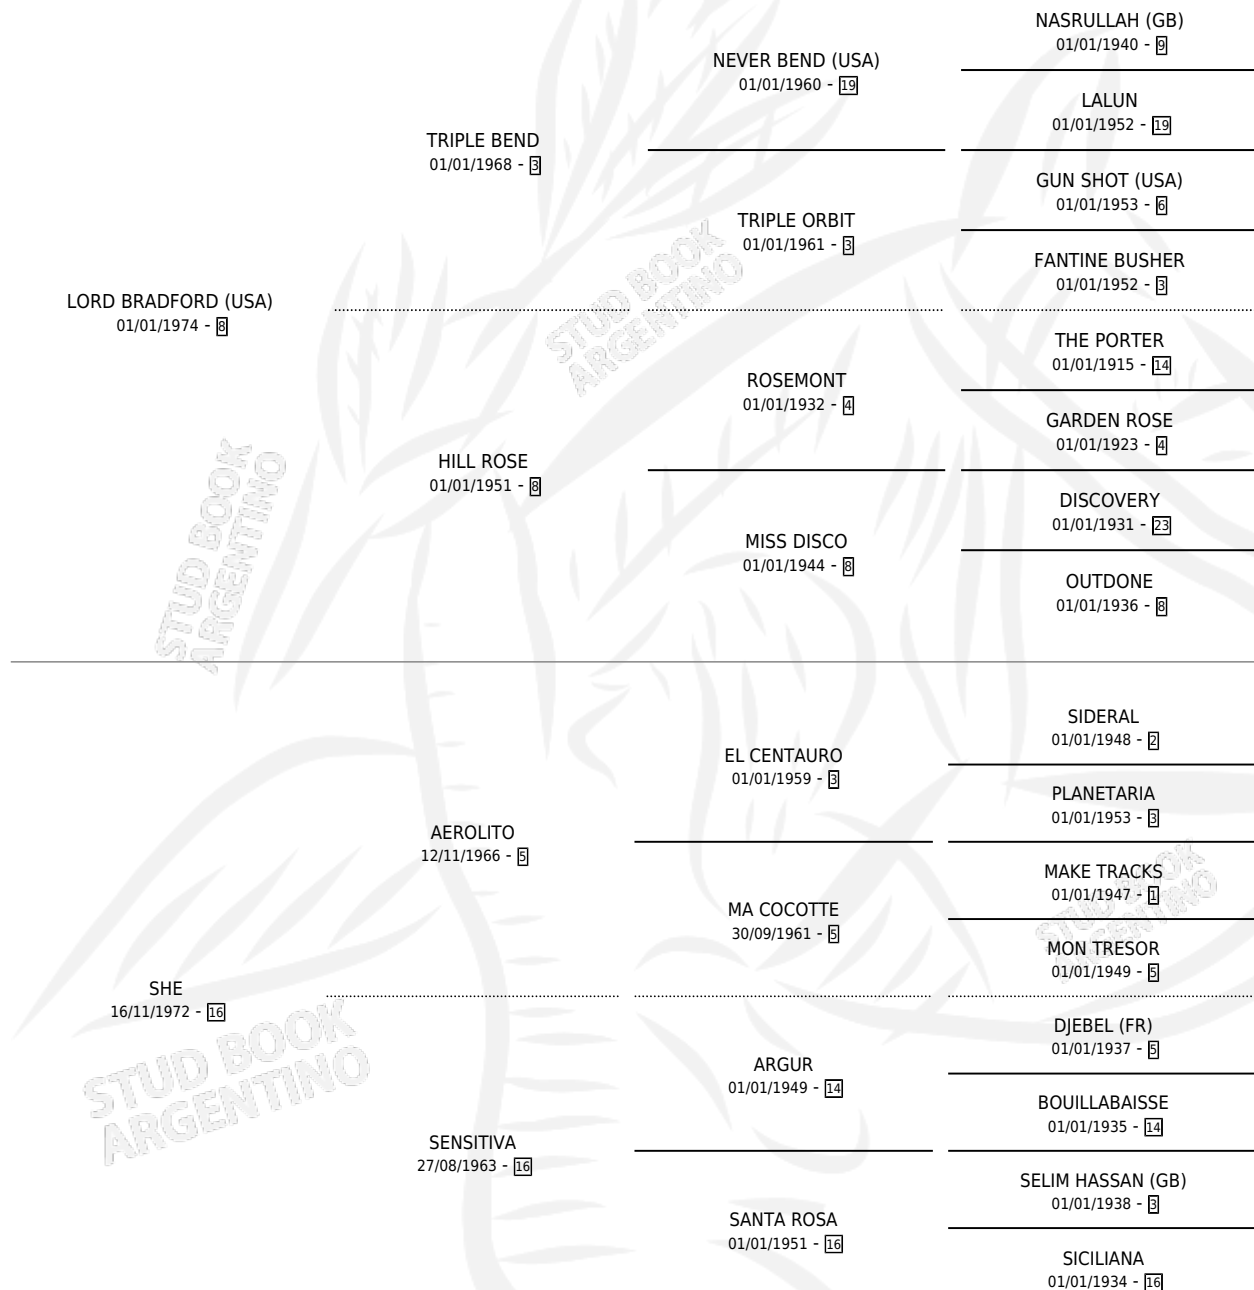 NASRULLAH (GB)
01/01/1940 - 9
NEVER BEND (USA)
01/01/1960 - 19
LALUN
01/01/1952 - 19
TRIPLE BEND
01/01/1968 - 3
GUN SHOT (USA)
01/01/1953 - 6
TRIPLE ORBIT
01/01/1961 - 3
FANTINE BUSHER
01/01/1952 - 3
LORD BRADFORD (USA)
01/01/1974 - 8
THE PORTER
01/01/1915 - 14
ROSEMONT
01/01/1932 - 4
GARDEN ROSE
01/01/1923 - 4
HILL ROSE
01/01/1951 - 8
DISCOVERY
01/01/1931 - 23
MISS DISCO
01/01/1944 - 8
OUTDONE
01/01/1936 - 8
SIDERAL
01/01/1948 - 2
EL CENTAURO
01/01/1959 - 3
PLANETARIA
01/01/1953 - 3
AEROLITO
12/11/1966 - 5
MAKE TRACKS
01/01/1947 - 1
MA COCOTTE
30/09/1961 - 5
MON TRESOR
01/01/1949 - 5
SHE
16/11/1972 - 16
DJEBEL (FR)
01/01/1937 - 5
ARGUR
01/01/1949 - 14
BOUILLABAISSE
01/01/1935 - 14
SENSITIVA
27/08/1963 - 16
SELIM HASSAN (GB)
01/01/1938 - 3
SANTA ROSA
01/01/1951 - 16
SICILIANA
01/01/1934 - 16
STUD BOOK
ARGENTINO
STUD BOOK
ARGENTINO
STUD BOOK
ARGENTINO
STUD BOOK
ARGENTINO